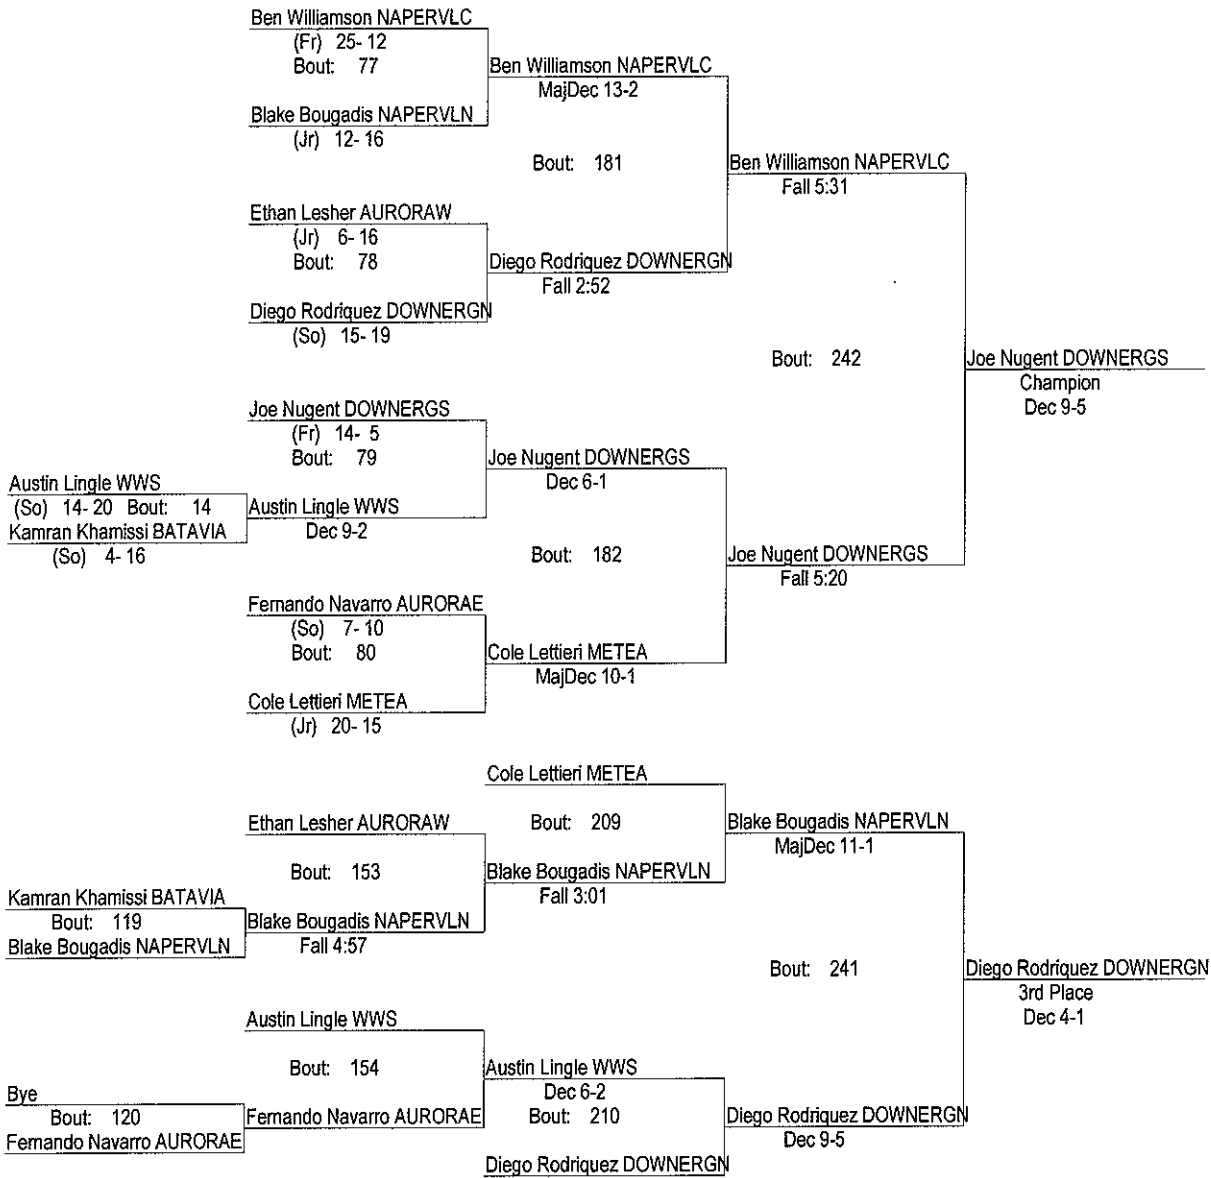 Ben Williamson NAPERVLC
(Fr) 25- 12
Bout: 77
Ben Williamson NAPERVLC
MajDec 13-2
Blake Bougadis NAPERVLN
(Jr) 12- 16
Bout: 181
Ben Williamson NAPERVLC
Fall 5:31
Ethan Lesher AURORAW
(Jr) 6- 16
Bout: 78
Diego Rodriquez DOWNERGN
Fall 2:52
Diego Rodriquez DOWNERGN
(So) 15- 19
Bout: 242
Joe Nugent DOWNERGS
Champion
Dec 9-5
Joe Nugent DOWNERGS
(Fr) 14- 5
Bout: 79
Joe Nugent DOWNERGS
Dec 6-1
Austin Lingle WWS
(So) 14- 20 Bout: 14
Austin Lingle WWS
Dec 9-2
Kamran Khamissi BATAVIA
(So) 4- 16
Bout: 182
Joe Nugent DOWNERGS
Fall 5:20
Fernando Navarro AURORAE
(So) 7- 10
Bout: 80
Cole Lettieri METEA
MajDec 10-1
Cole Lettieri METEA
(Jr) 20- 15
Cole Lettieri METEA
Bout: 209
Blake Bougadis NAPERVLN
MajDec 11-1
Ethan Lesher AURORAW
Bout: 153
Blake Bougadis NAPERVLN
Fall 3:01
Kamran Khamissi BATAVIA
Bout: 119
Blake Bougadis NAPERVLN
Blake Bougadis NAPERVLN
Fall 4:57
Bout: 241
Diego Rodriquez DOWNERGN
3rd Place
Dec 4-1
Austin Lingle WWS
Bout: 154
Austin Lingle WWS
Dec 6-2
Bye
Bout: 120
Fernando Navarro AURORAE
Fernando Navarro AURORAE
Bout: 210
Diego Rodriquez DOWNERGN
Dec 9-5
Diego Rodriquez DOWNERGN